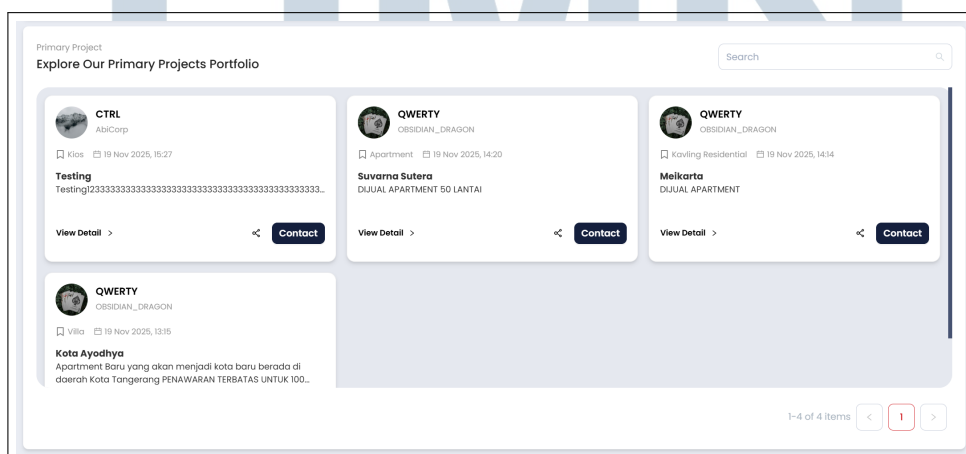 Primary Project
Explore Our Primary Projects Portfolio
Search
CTRL
AbiCorp
Kios 19 Nov 2025, 15:27
Testing
Testing12333333333333333333333333333333333333333333333...
View Detail >
Contact
QWERTY
OBSIDIAN_DRAGON
Apartment 19 Nov 2025, 14:20
Suvarna Sutera
DIJUAL APARTMENT 50 LANTAI
View Detail >
Contact
QWERTY
OBSIDIAN_DRAGON
Kavling Residential 19 Nov 2025, 14:14
Meikarta
DIJUAL APARTMENT
View Detail >
Contact
QWERTY
OBSIDIAN_DRAGON
Villa 19 Nov 2025, 13:15
Kota Ayodhya
Apartment Baru yang akan menjadi kota baru berada di
daerah Kota Tangerang PENAWARAN TERBATAS UNTUK 100...
1-4 of 4 items < 1 >